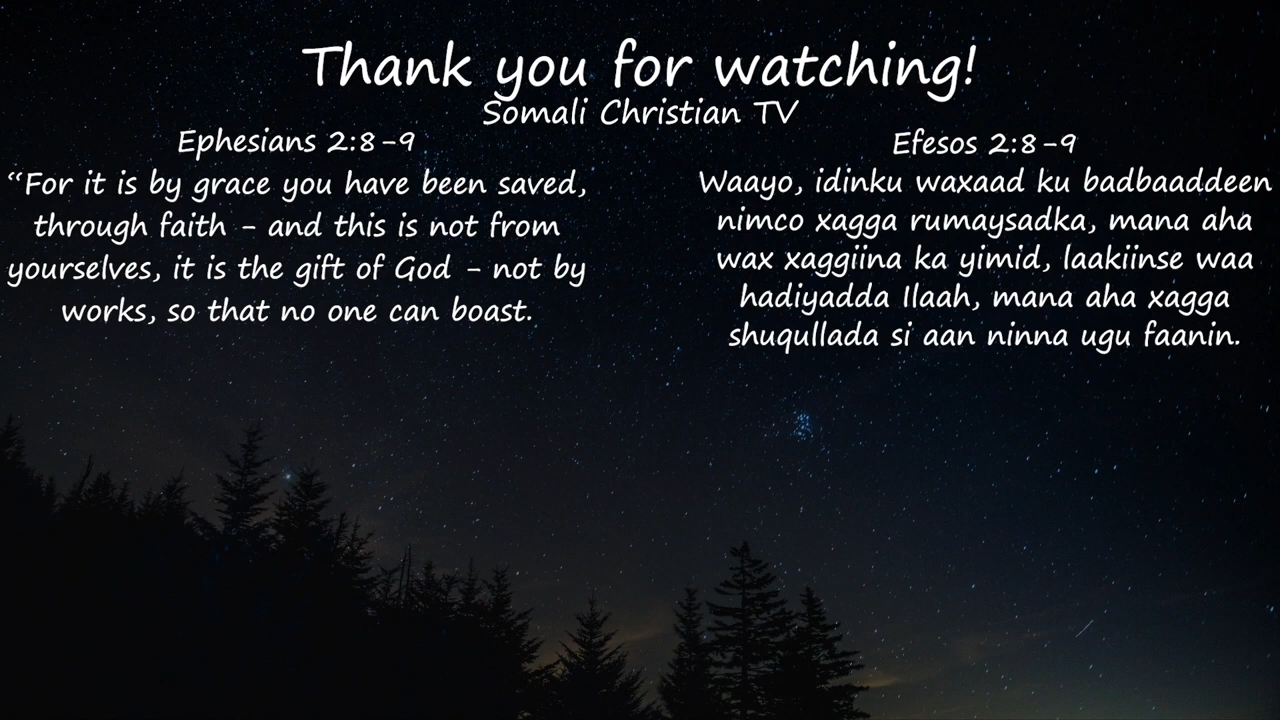 Thank you for watching!
Somali Christian TV
Ephesians 2:8-9
“For it is by grace you have been saved,
through faith - and this is not from
yourselves, it is the gift of God - not by
works, so that no one can boast.
Efesos 2:8-9
Waayo, idinku waxaad ku badbaaddeen
nimco xagga rumaysadka, mana aha
wax xaggiina ka yimid, laakiinse waa
hadiyadda Ilaah, mana aha xagga
shuqullada si aan ninna ugu faanin.